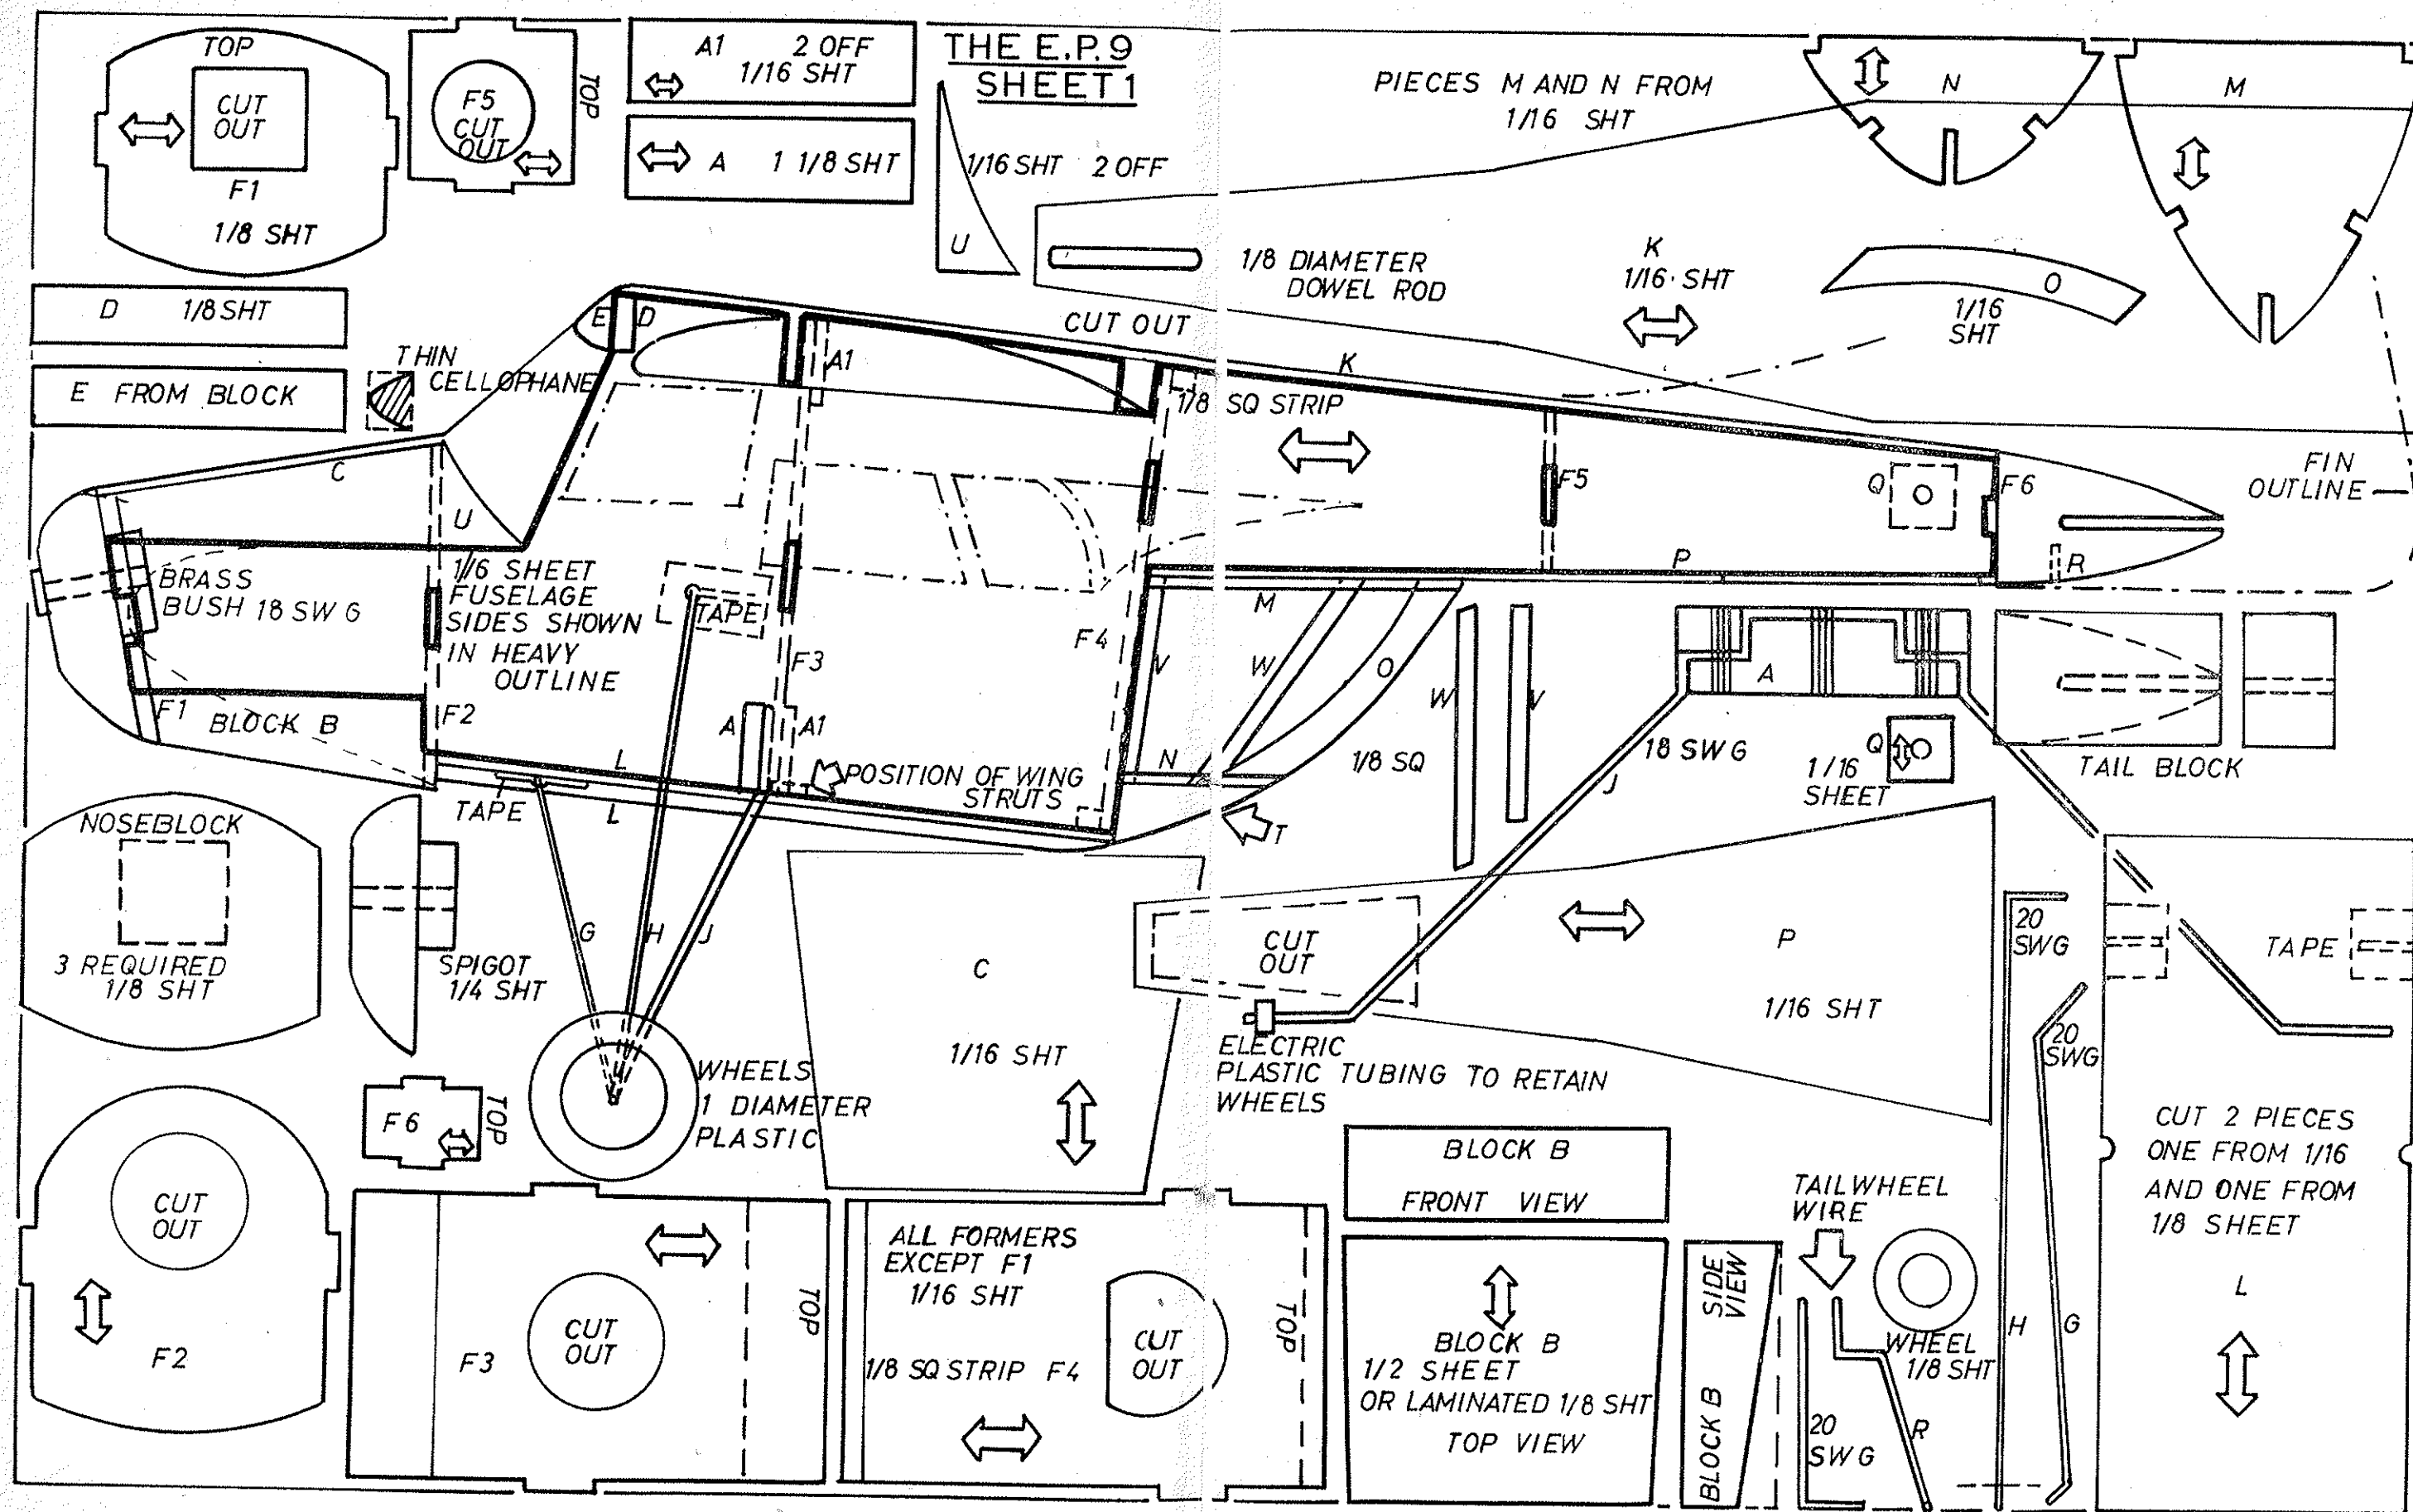 THE E.P.9
SHEET 1
TOP
CUT
OUT
F1
1/8 SHT
F5
CUT
OUT
TOP
A1 2 OFF
1/16 SHT
A 1 1/8 SHT
1/16 SHT 2 OFF
U
PIECES M AND N FROM
1/16 SHT
N
M
D 1/8 SHT
E FROM BLOCK
THIN
CELLOPHANE
E
D
A1
1/8 DIAMETER
DOWEL ROD
CUT OUT
K
1/16 SHT
O
1/16
SHT
K
1/8 SQ STRIP
C
U
F5
Q
F6
FIN
OUTLINE
BRASS
BUSH 18 SWG
1/6 SHEET
FUSELAGE
SIDES SHOWN
IN HEAVY
OUTLINE
TAPE
F3
F4
P
R
M
V
W
O
N
F1
BLOCK B
F2
A
A1
L
POSITION OF WING
STRUTS
TAPE
L
T
W
V
1/8 SQ
A
18 SWG
J
Q
1/16
SHEET
TAIL BLOCK
NOSEBLOCK
3 REQUIRED
1/8 SHT
SPIGOT
1/4 SHT
G
H
J
C
1/16 SHT
CUT
OUT
P
1/16 SHT
20
SWG
TAPE
20
SWG
WHEELS
1 DIAMETER
PLASTIC
ELECTRIC
PLASTIC TUBING TO RETAIN
WHEELS
F6
TOP
CUT
OUT
F2
F3
CUT
OUT
TOP
ALL FORMERS
EXCEPT F1
1/16 SHT
1/8 SQ STRIP F4
CUT
OUT
TOP
BLOCK B
FRONT VIEW
BLOCK B
1/2 SHEET
OR LAMINATED 1/8 SHT
TOP VIEW
BLOCK B SIDE
VIEW
TAILWHEEL
WIRE
WHEEL
1/8 SHT
20
SWG
R
H
G
CUT 2 PIECES
ONE FROM 1/16
AND ONE FROM
1/8 SHEET
L